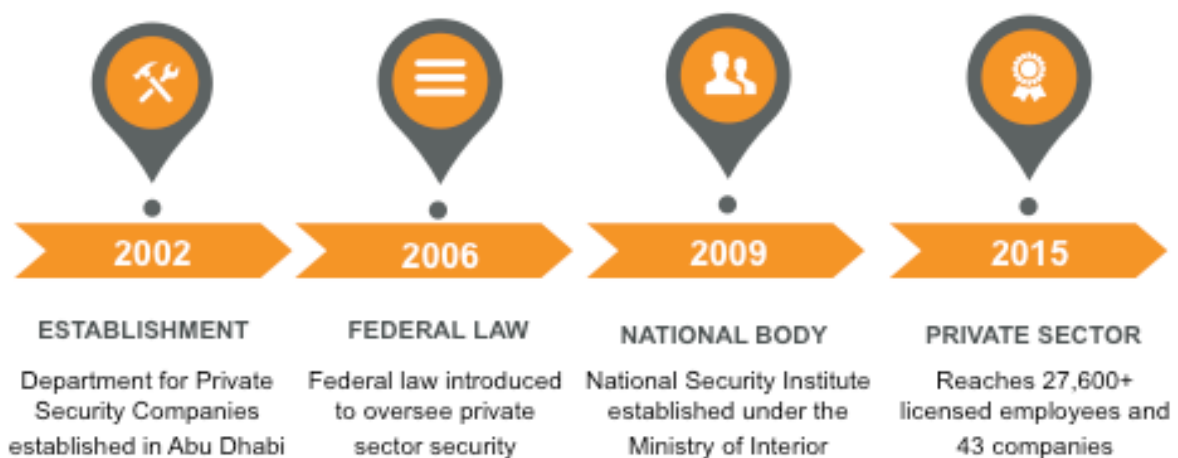 2002
2006
2009
2015
ESTABLISHMENT
Department for Private
Security Companies
established in Abu Dhabi
FEDERAL LAW
Federal law introduced
to oversee private
sector security
NATIONAL BODY
National Security Institute
established under the
Ministry of Interior
PRIVATE SECTOR
Reaches 27,600+
licensed employees and
43 companies